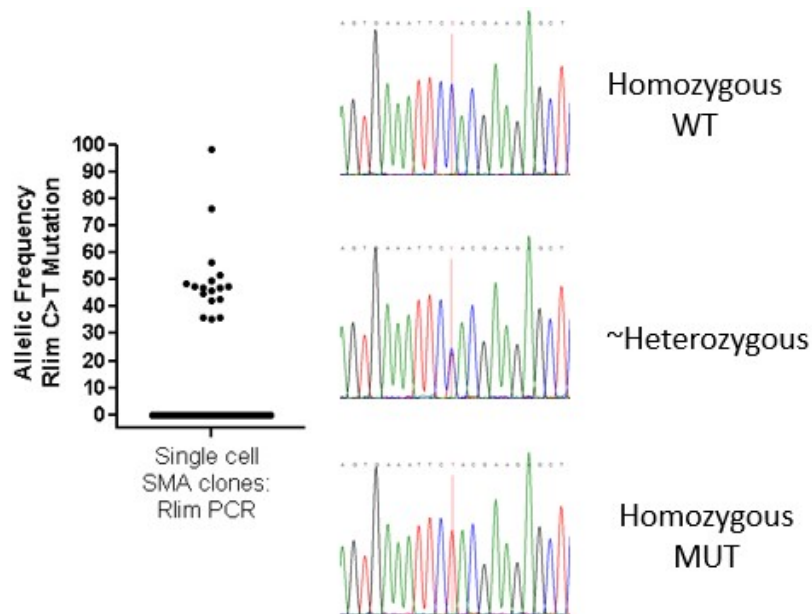 100
90
80
70
60
50
40
30
20
10
0
Allelic Frequency
Rlim C>T Mutation
Single cell
SMA clones:
Rlim PCR
Homozygous
WT
~Heterozygous
Homozygous
MUT